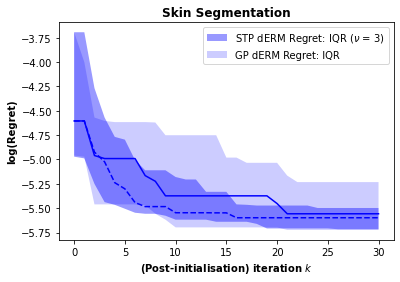 Skin Segmentation
STP dERM Regret: IQR (ν = 3)
GP dERM Regret: IQR
log(Regret)
−3.75
−4.00
−4.25
−4.50
−4.75
−5.00
−5.25
−5.50
−5.75
0 5 10 15 20 25 30
(Post-initialisation) iteration k